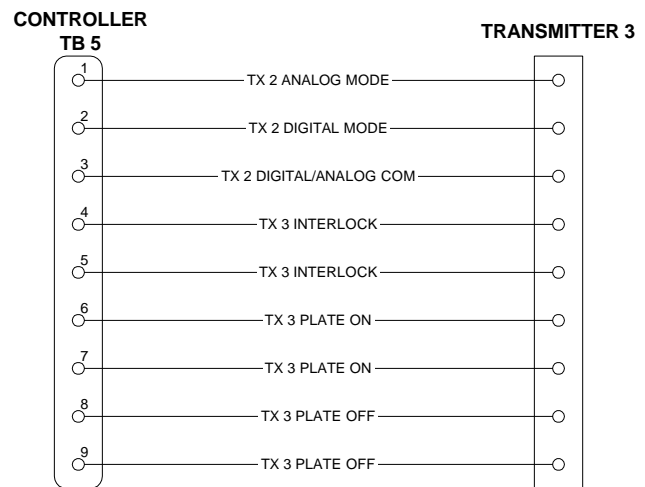 CONTROLLER
TB 5
TRANSMITTER 3
1 TX 2 ANALOG MODE
2 TX 2 DIGITAL MODE
3 TX 2 DIGITAL/ANALOG COM
4 TX 3 INTERLOCK
5 TX 3 INTERLOCK
6 TX 3 PLATE ON
7 TX 3 PLATE ON
8 TX 3 PLATE OFF
9 TX 3 PLATE OFF